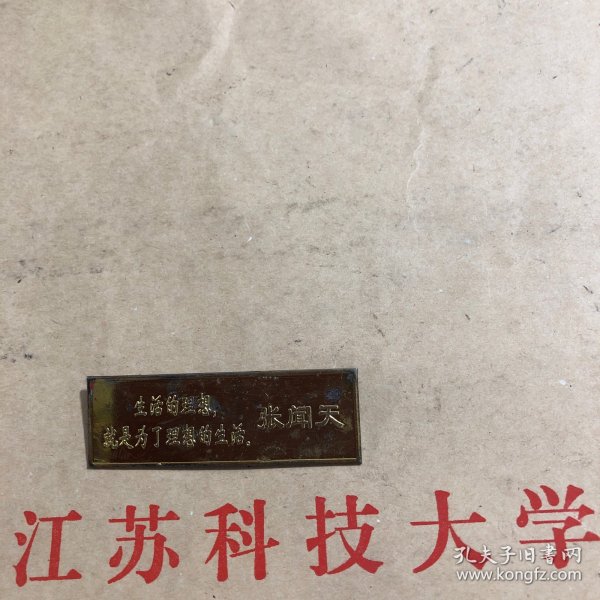 生活的理想，
就是为了理想的生活。
张闻天
江苏科技大学
孔夫子旧书网
www.kongfz.com